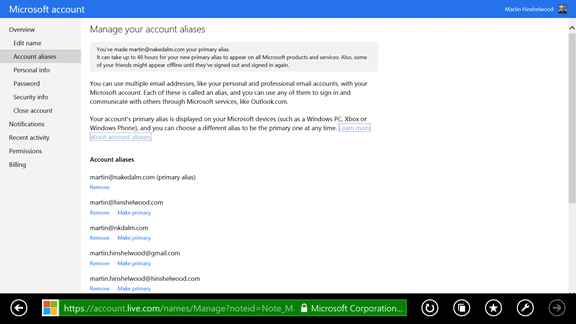 Microsoft account
Martin Hinshelwood
Overview
Edit name
Account aliases
Personal info
Password
Security info
Close account
Notifications
Recent activity
Permissions
Billing
Manage your account aliases
You've made martin@nakedalm.com your primary alias.
It can take up to 48 hours for your new primary alias to appear on all Microsoft products and services. Also, some
of your friends might appear offline until they've signed out and signed in again.
You can use multiple email addresses, like your personal and professional email accounts, with your
Microsoft account. Each of these is called an alias, and you can use any of them to sign in and
communicate with others through Microsoft services, like Outlook.com.
Your account's primary alias is displayed on your Microsoft devices (such as a Windows PC, Xbox or
Windows Phone), and you can choose a different alias to be the primary one at any time. Learn more
about account aliases.
Account aliases
martin@nakedalm.com (primary alias)
Remove
martin@hinshelwood.com
Remove Make primary
martin@nkdalm.com
Remove Make primary
martin.hinshelwood@gmail.com
Remove Make primary
martin.hinshelwood@hinshelwood.com
Remove Make primary
https://account.live.com/names/Manage?noteid=Note_M Microsoft Corporation...